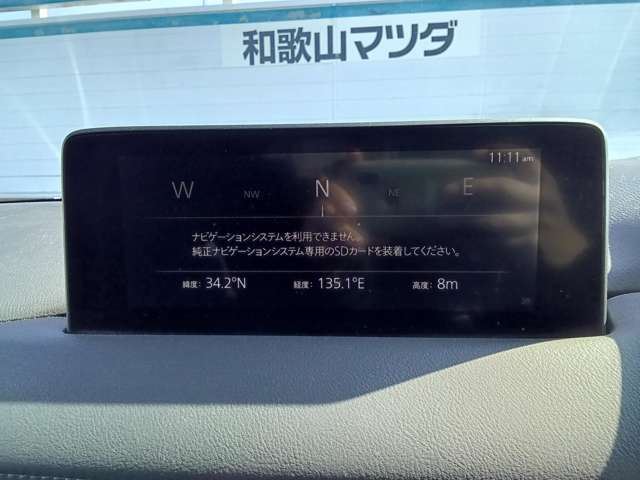 和歌山マツダ
11:11 am
W NW N NE E
ナビゲーションシステムを利用できません。
純正ナビゲーションシステム専用のSDカードを装着してください。
緯度: 34.2°N 経度: 135.1°E 高度: 8m